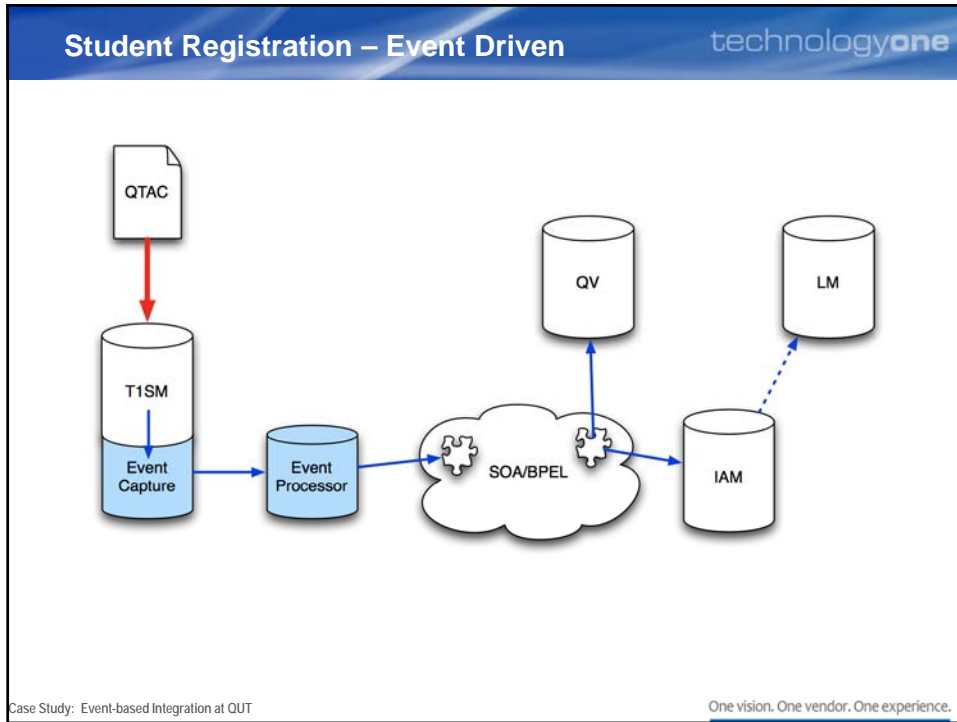 Student Registration – Event Driven
technologyone
QTAC
T1SM
Event
Capture
Event
Processor
SOA/BPEL
QV
IAM
LM
Case Study: Event-based Integration at QUT
One vision. One vendor. One experience.